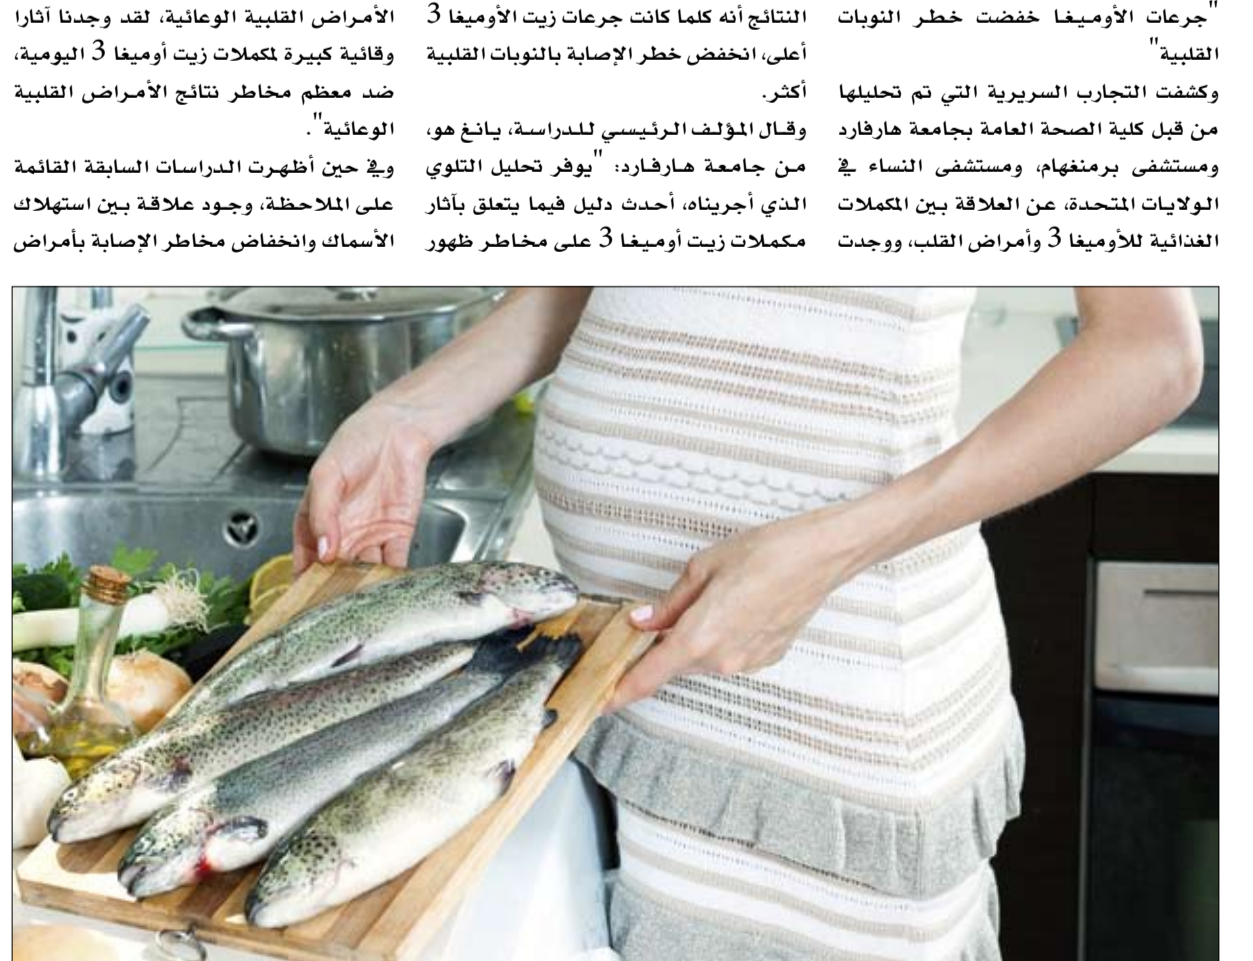 "جرعات الأوميغا خفضت خطر النوبات
القلبية"
وكشفت التجارب السريرية التي تم تحليلها
من قبل كلية الصحة العامة بجامعة هارفارد
ومستشفى برمنغهام، ومستشفى النساء في
الولايات المتحدة، عن العلاقة بين المكملات
الغذائية للأوميغا 3 وأمراض القلب، ووجدت
النتائج أنه كلما كانت جرعات زيت الأوميغا 3
أعلى، انخفض خطر الإصابة بالنوبات القلبية
أكثر.
وقال المؤلف الرئيسي للدراسة، يانغ هو،
من جامعة هارفارد: "يوفر تحليل التلوي
الذي أجريناه، أحدث دليل فيما يتعلق بآثار
مكملات زيت أوميغا 3 على مخاطر ظهور
الأمراض القلبية الوعائية، لقد وجدنا آثارا
وقائية كبيرة لمكملات زيت أوميغا 3 اليومية،
ضد معظم مخاطر نتائج الأمراض القلبية
الوعائية".
وفي حين أظهرت الدراسات السابقة القائمة
على الملاحظة، وجود علاقة بين استهلاك
الأسماك وانخفاض مخاطر الإصابة بأمراض